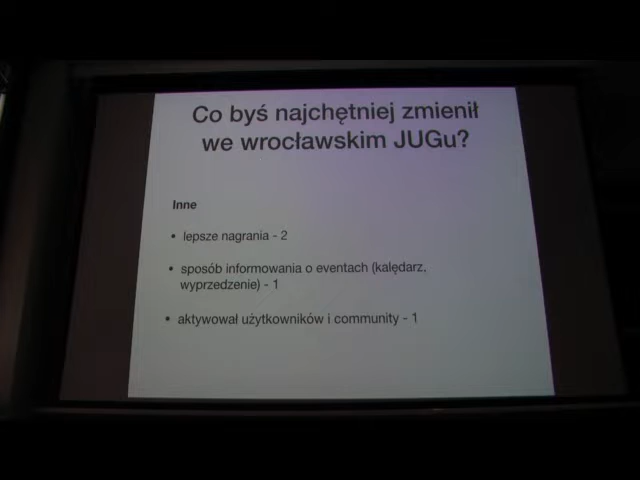 Co byś najchętniej zmienił
we wrocławskim JUGu?
Inne
• lepsze nagrania - 2
• sposób informowania o eventach (kalędarz,
wyprzedzenie) - 1
• aktywował użytkowników i community - 1